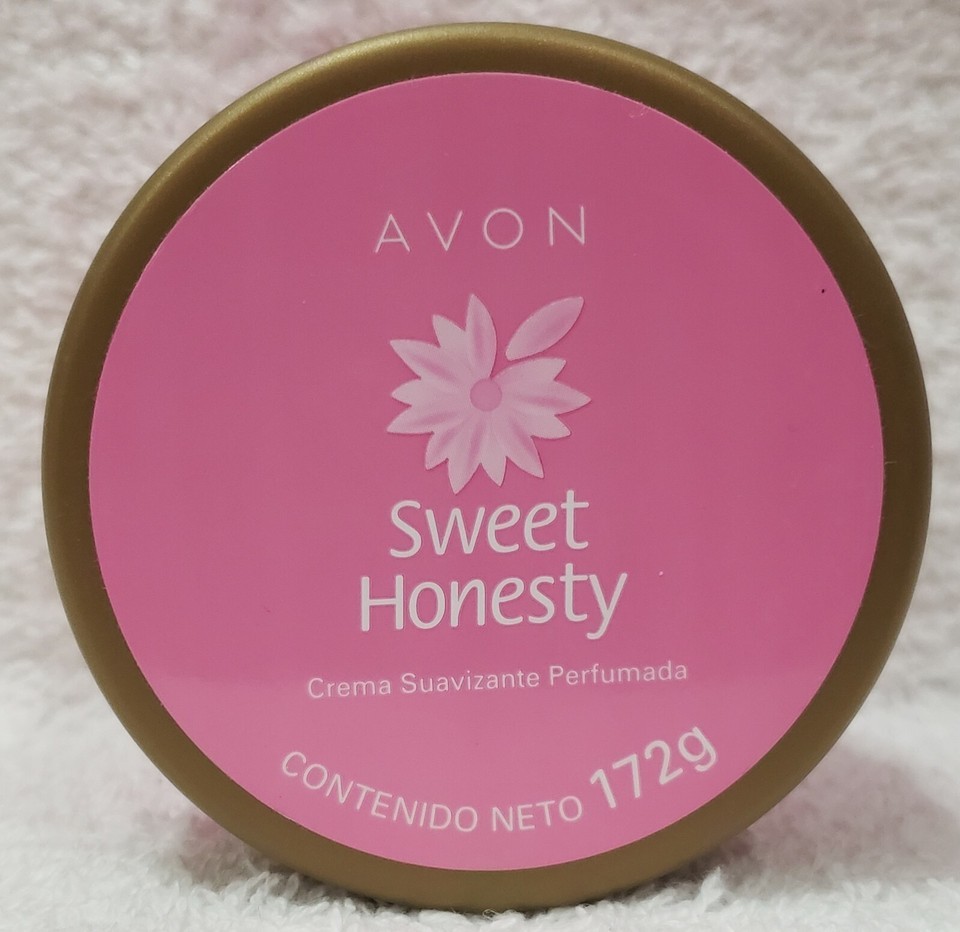 AVON
Sweet
Honesty
Crema Suavizante Perfumada
CONTENIDO NETO 172g